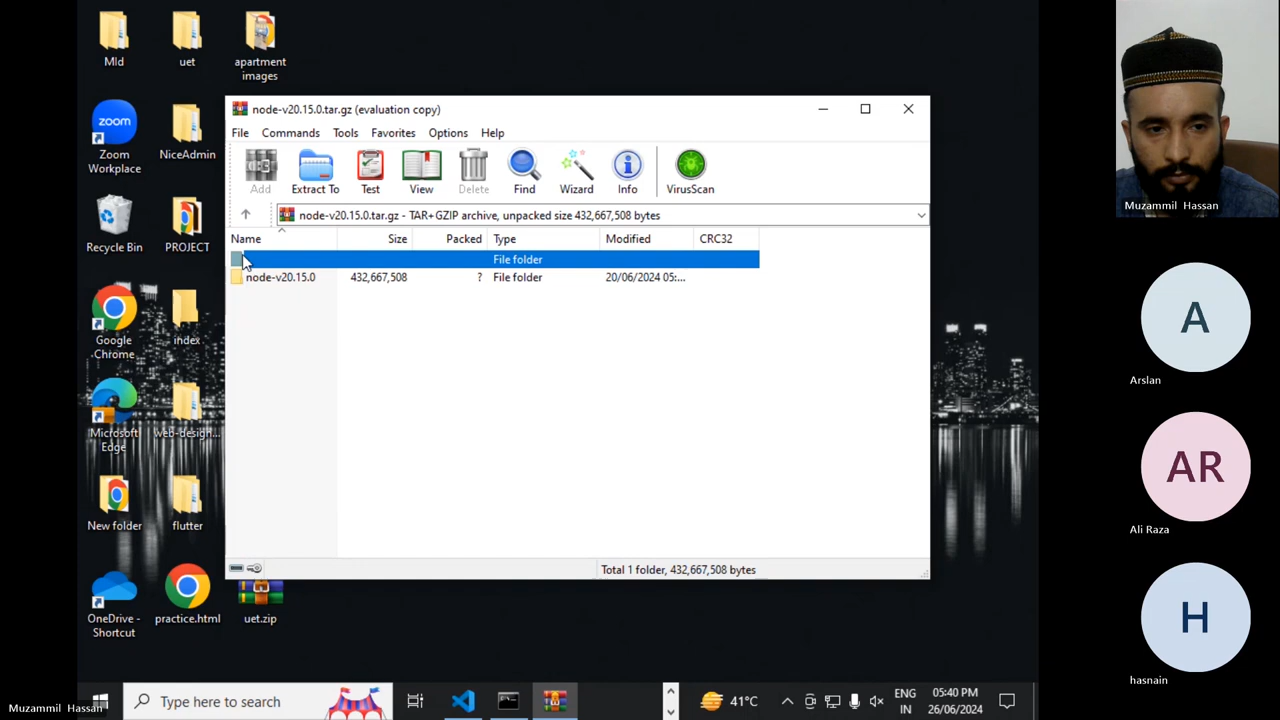 Mld
uet
apartment
images
Zoom
Workplace
zoom
NiceAdmin
Recycle Bin
PROJECT
Google
Chrome
index
Microsoft
Edge
web-design...
New folder
flutter
OneDrive -
Shortcut
practice.html
uet.zip
node-v20.15.0.tar.gz (evaluation copy)
File Commands Tools Favorites Options Help
Add Extract To Test View Delete Find Wizard Info VirusScan
node-v20.15.0.tar.gz - TAR+GZIP archive, unpacked size 432,667,508 bytes
Name Size Packed Type Modified CRC32
File folder
node-v20.15.0 432,667,508 ? File folder 20/06/2024 05:...
Total 1 folder, 432,667,508 bytes
Type here to search
41°C
ENG
IN
05:40 PM
26/06/2024
Muzammil Hassan
Muzammil Hassan
A
Arslan
AR
Ali Raza
H
hasnain